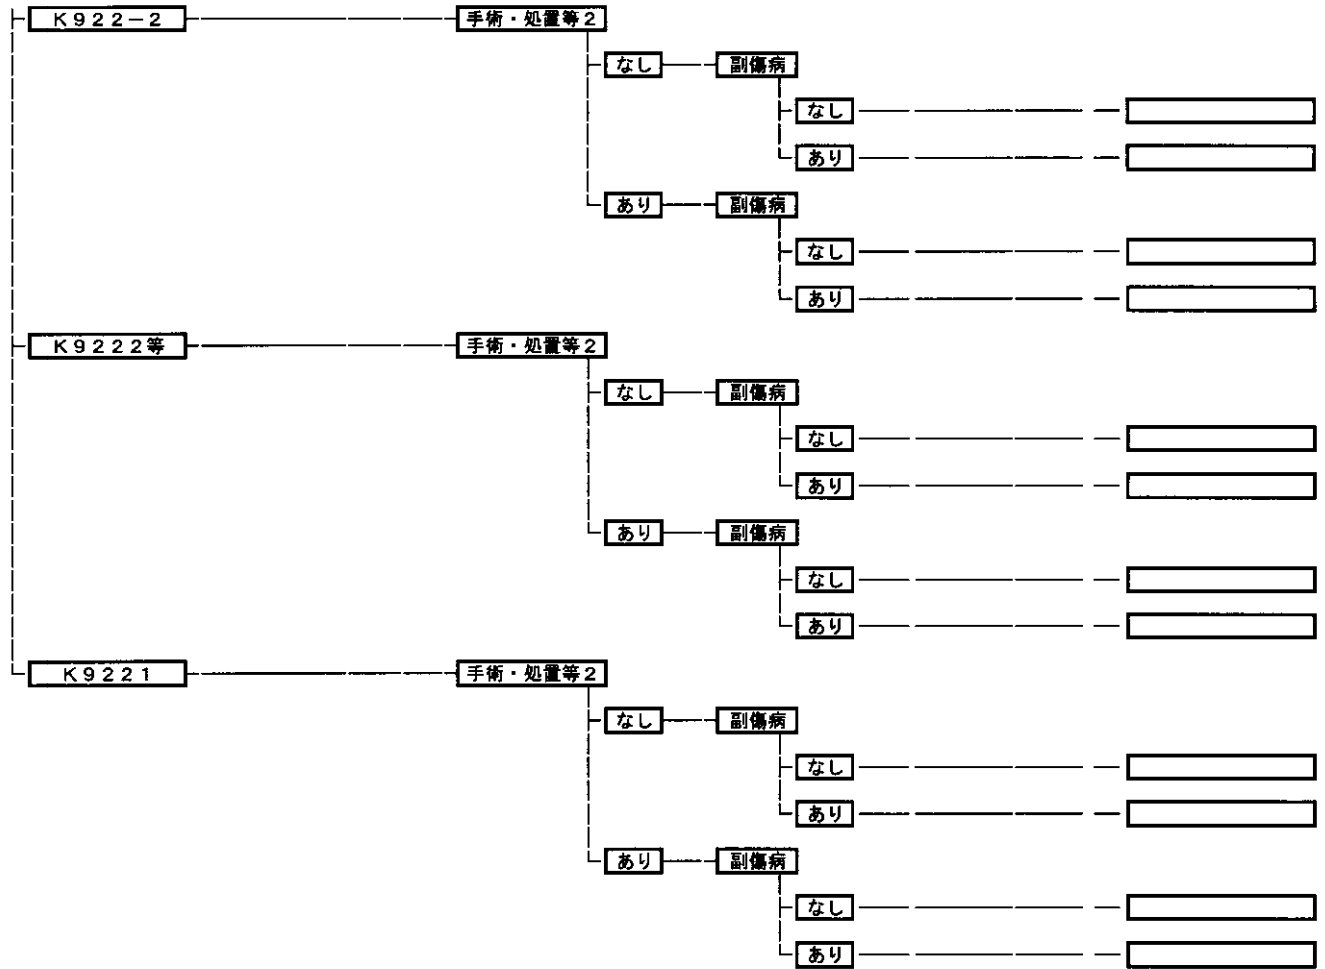 K922-2 手術・処置等2
なし 副傷病
なし
あり
あり 副傷病
なし
あり
K9222等 手術・処置等2
なし 副傷病
なし
あり
あり 副傷病
なし
あり
K9221 手術・処置等2
なし 副傷病
なし
あり
あり 副傷病
なし
あり